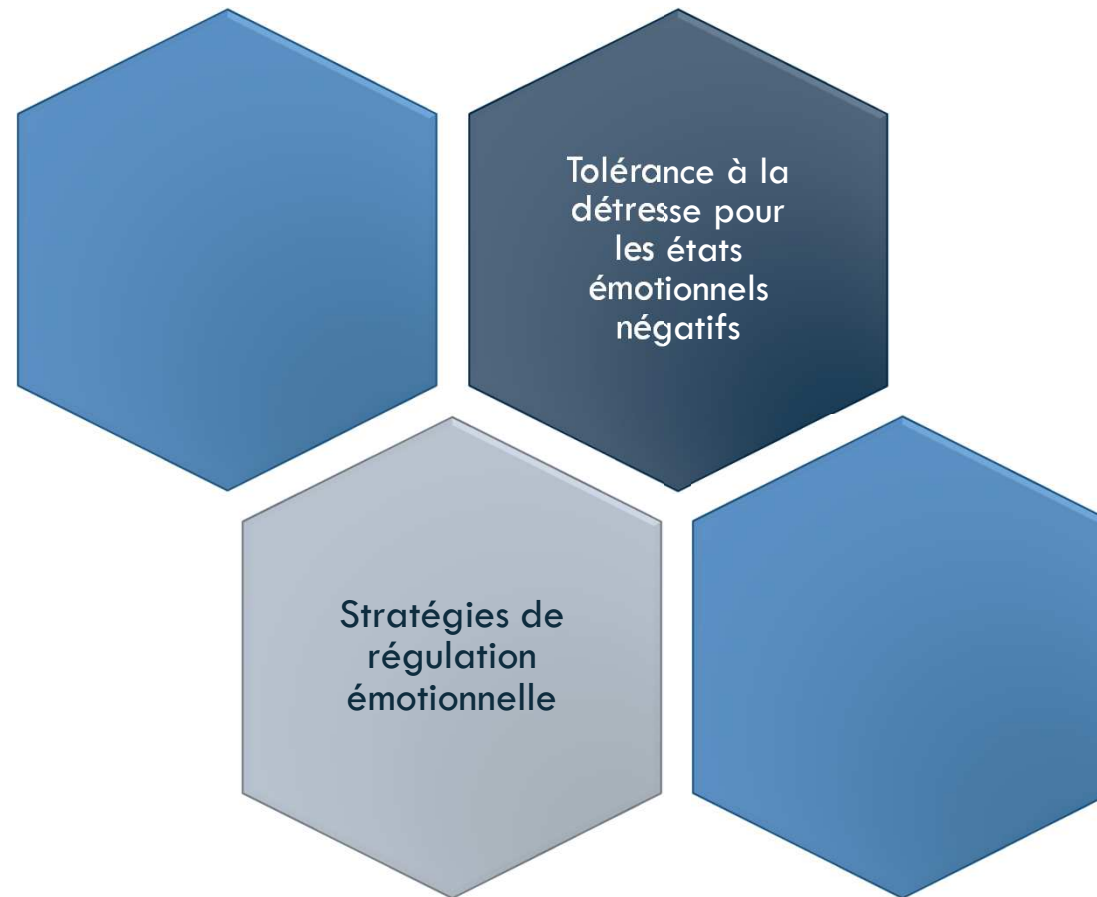 Tolérance à la
détresse pour
les états
émotionnels
négatifs
Stratégies de
régulation
émotionnelle